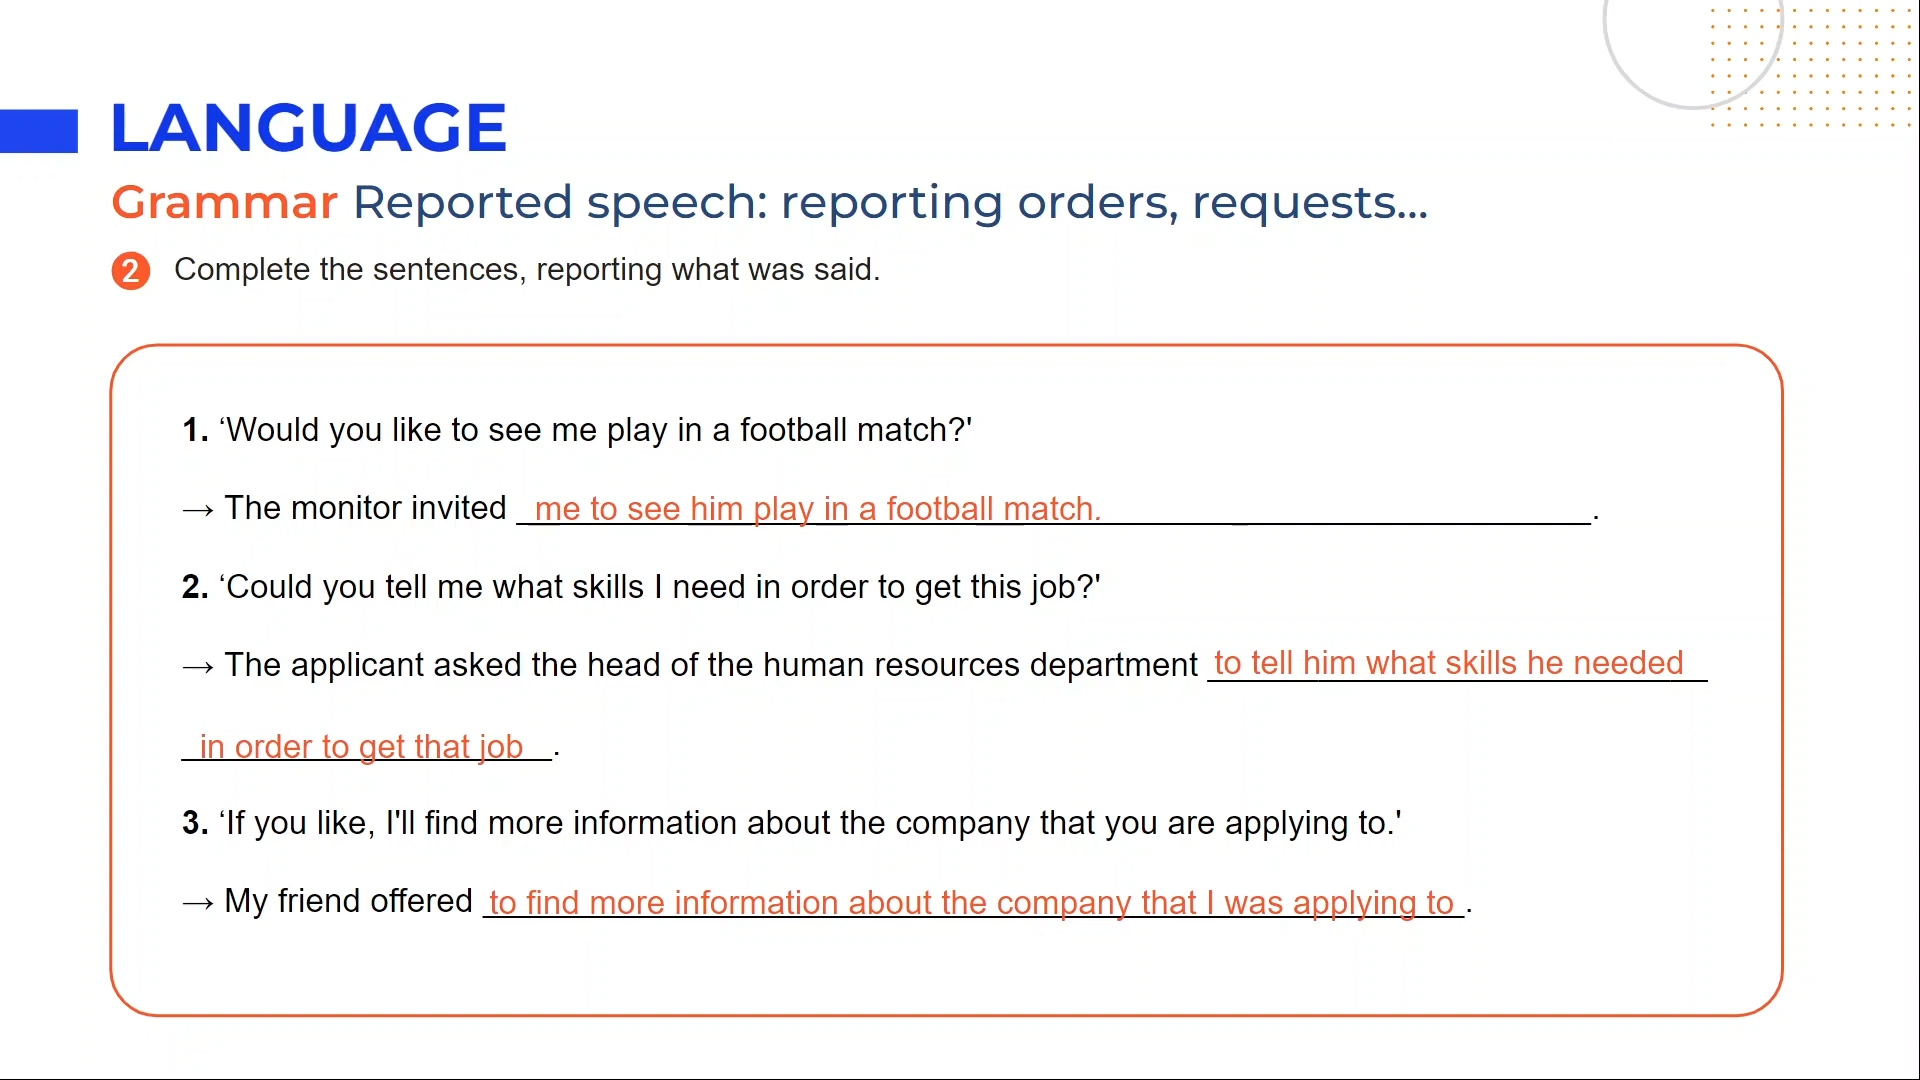 LANGUAGE
Grammar Reported speech: reporting orders, requests...
2 Complete the sentences, reporting what was said.
1. ‘Would you like to see me play in a football match?'
→ The monitor invited me to see him play in a football match. .
2. ‘Could you tell me what skills I need in order to get this job?'
→ The applicant asked the head of the human resources department to tell him what skills he needed
in order to get that job .
3. ‘If you like, I'll find more information about the company that you are applying to.'
→ My friend offered to find more information about the company that I was applying to .